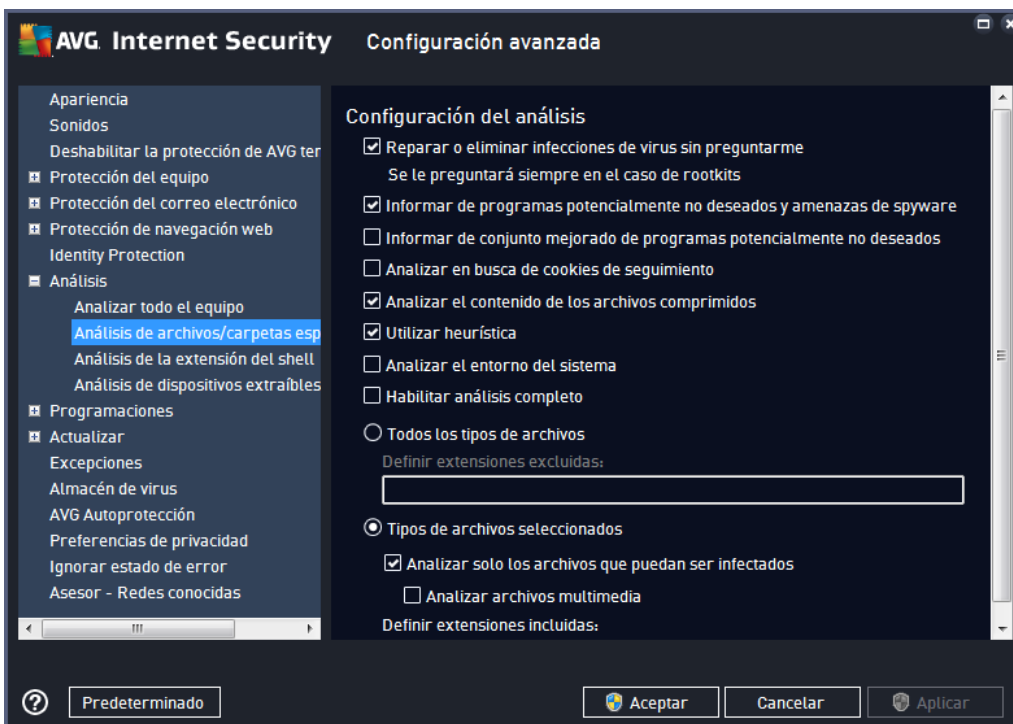 AVG. Internet Security Configuración avanzada
Apariencia
Sonidos
Deshabilitar la protección de AVG ter
Protección del equipo
Protección del correo electrónico
Protección de navegación web
Identity Protection
Análisis
Analizar todo el equipo
Análisis de archivos/carpetas esp
Análisis de la extensión del shell
Análisis de dispositivos extraíbles
Programaciones
Actualizar
Excepciones
Almacén de virus
AVG Autoprotección
Preferencias de privacidad
Ignorar estado de error
Asesor - Redes conocidas
Configuración del análisis
Reparar o eliminar infecciones de virus sin preguntarme
Se le preguntará siempre en el caso de rootkits
Informar de programas potencialmente no deseados y amenazas de spyware
Informar de conjunto mejorado de programas potencialmente no deseados
Analizar en busca de cookies de seguimiento
Analizar el contenido de los archivos comprimidos
Utilizar heurística
Analizar el entorno del sistema
Habilitar análisis completo
Todos los tipos de archivos
Definir extensiones excluidas:
Tipos de archivos seleccionados
Analizar solo los archivos que puedan ser infectados
Analizar archivos multimedia
Definir extensiones incluidas:
? Predeterminado Aceptar Cancelar Aplicar